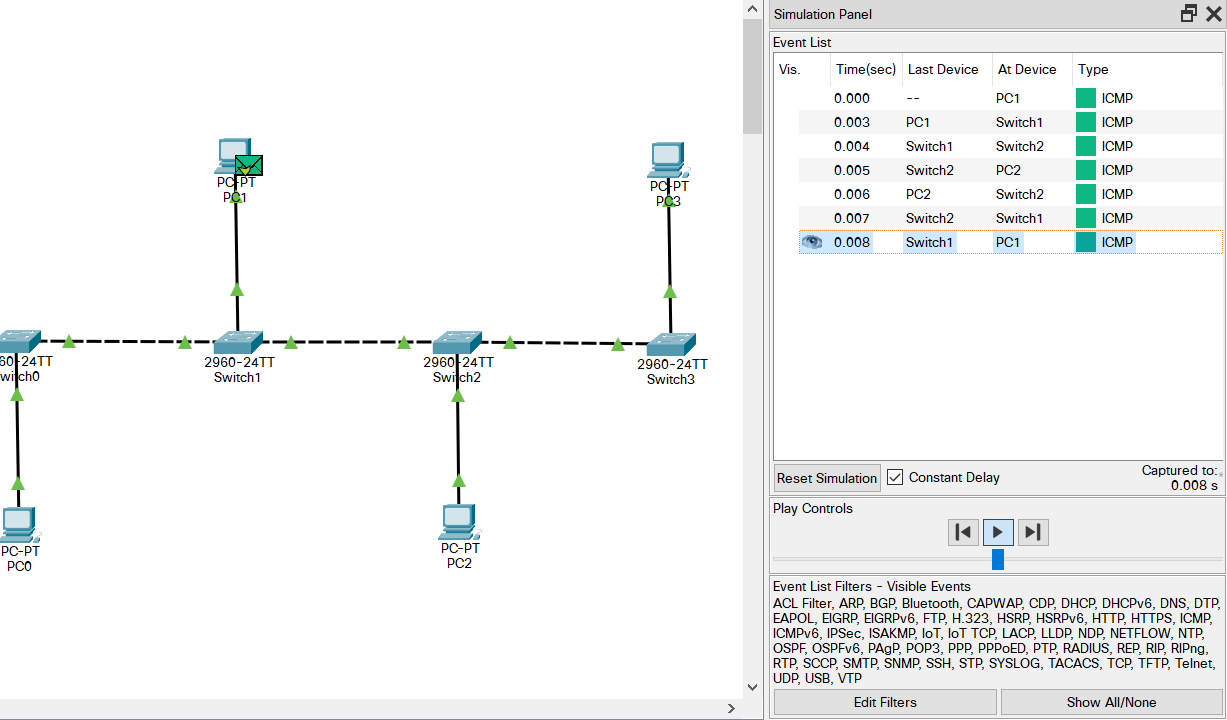 Simulation Panel
Event List
Vis. Time(sec) Last Device At Device Type
0.000 -- PC1 ICMP
0.003 PC1 Switch1 ICMP
0.004 Switch1 Switch2 ICMP
0.005 Switch2 PC2 ICMP
0.006 PC2 Switch2 ICMP
0.007 Switch2 Switch1 ICMP
0.008 Switch1 PC1 ICMP
PC-PT
PC1
PC-PT
PC3
60-24TT
witch0
2960-24TT
Switch1
2960-24TT
Switch2
2960-24TT
Switch3
PC-PT
PC0
PC-PT
PC2
Reset Simulation Constant Delay Captured to:
0.008 s
Play Controls
Event List Filters - Visible Events
ACL Filter, ARP, BGP, Bluetooth, CAPWAP, CDP, DHCP, DHCPv6, DNS, DTP,
EAPOL, EIGRP, EIGRPv6, FTP, H.323, HSRP, HSRPv6, HTTP, HTTPS, ICMP,
ICMPv6, IPSec, ISAKMP, IoT, IoT TCP, LACP, LLDP, NDP, NETFLOW, NTP,
OSPF, OSPFv6, PAgP, POP3, PPP, PPPoED, PTP, RADIUS, REP, RIP, RIPng,
RTP, SCCP, SMTP, SNMP, SSH, STP, SYSLOG, TACACS, TCP, TFTP, Telnet,
UDP, USB, VTP
Edit Filters Show All/None